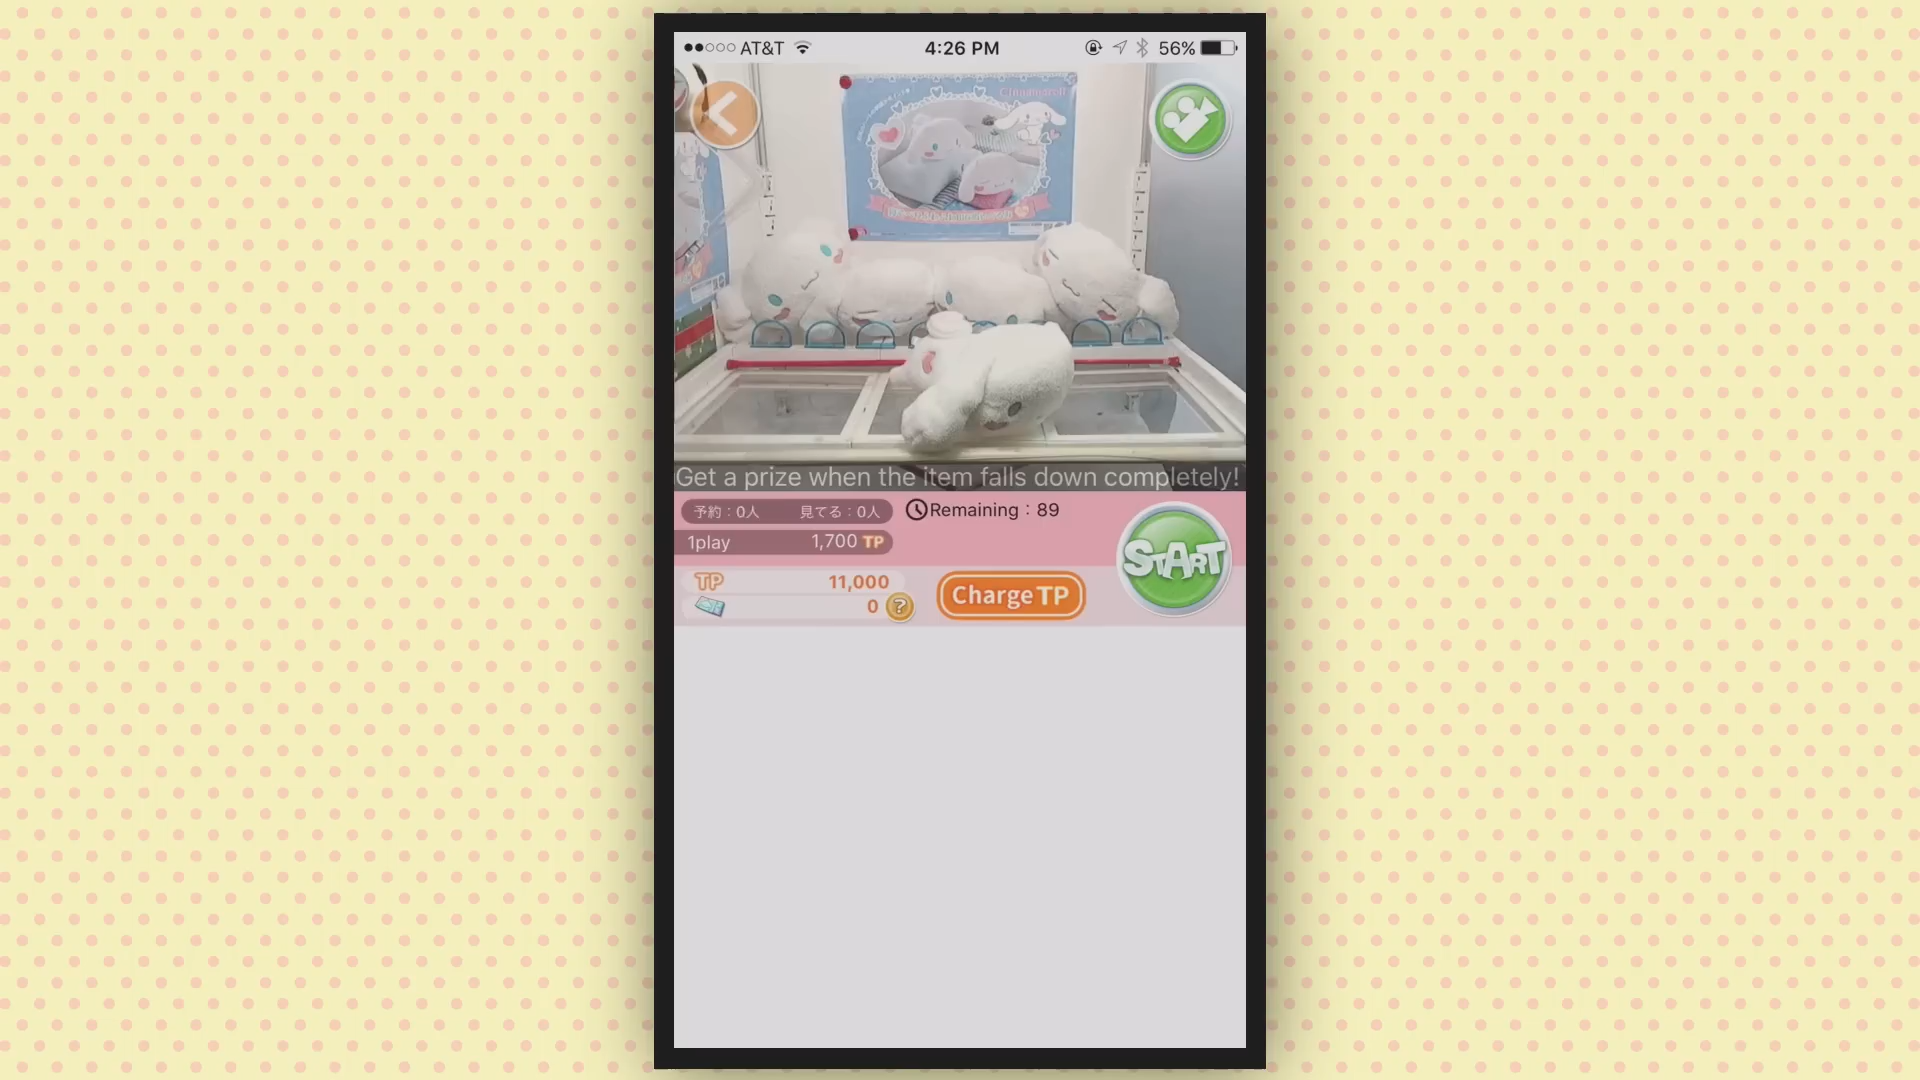 AT&T 4:26 PM 56%
Cinnamoroll
Get a prize when the item falls down completely!
予約：0人 見てる：0人 Remaining：89
1play 1,700 TP
START
TP 11,000
Charge TP
0 ?